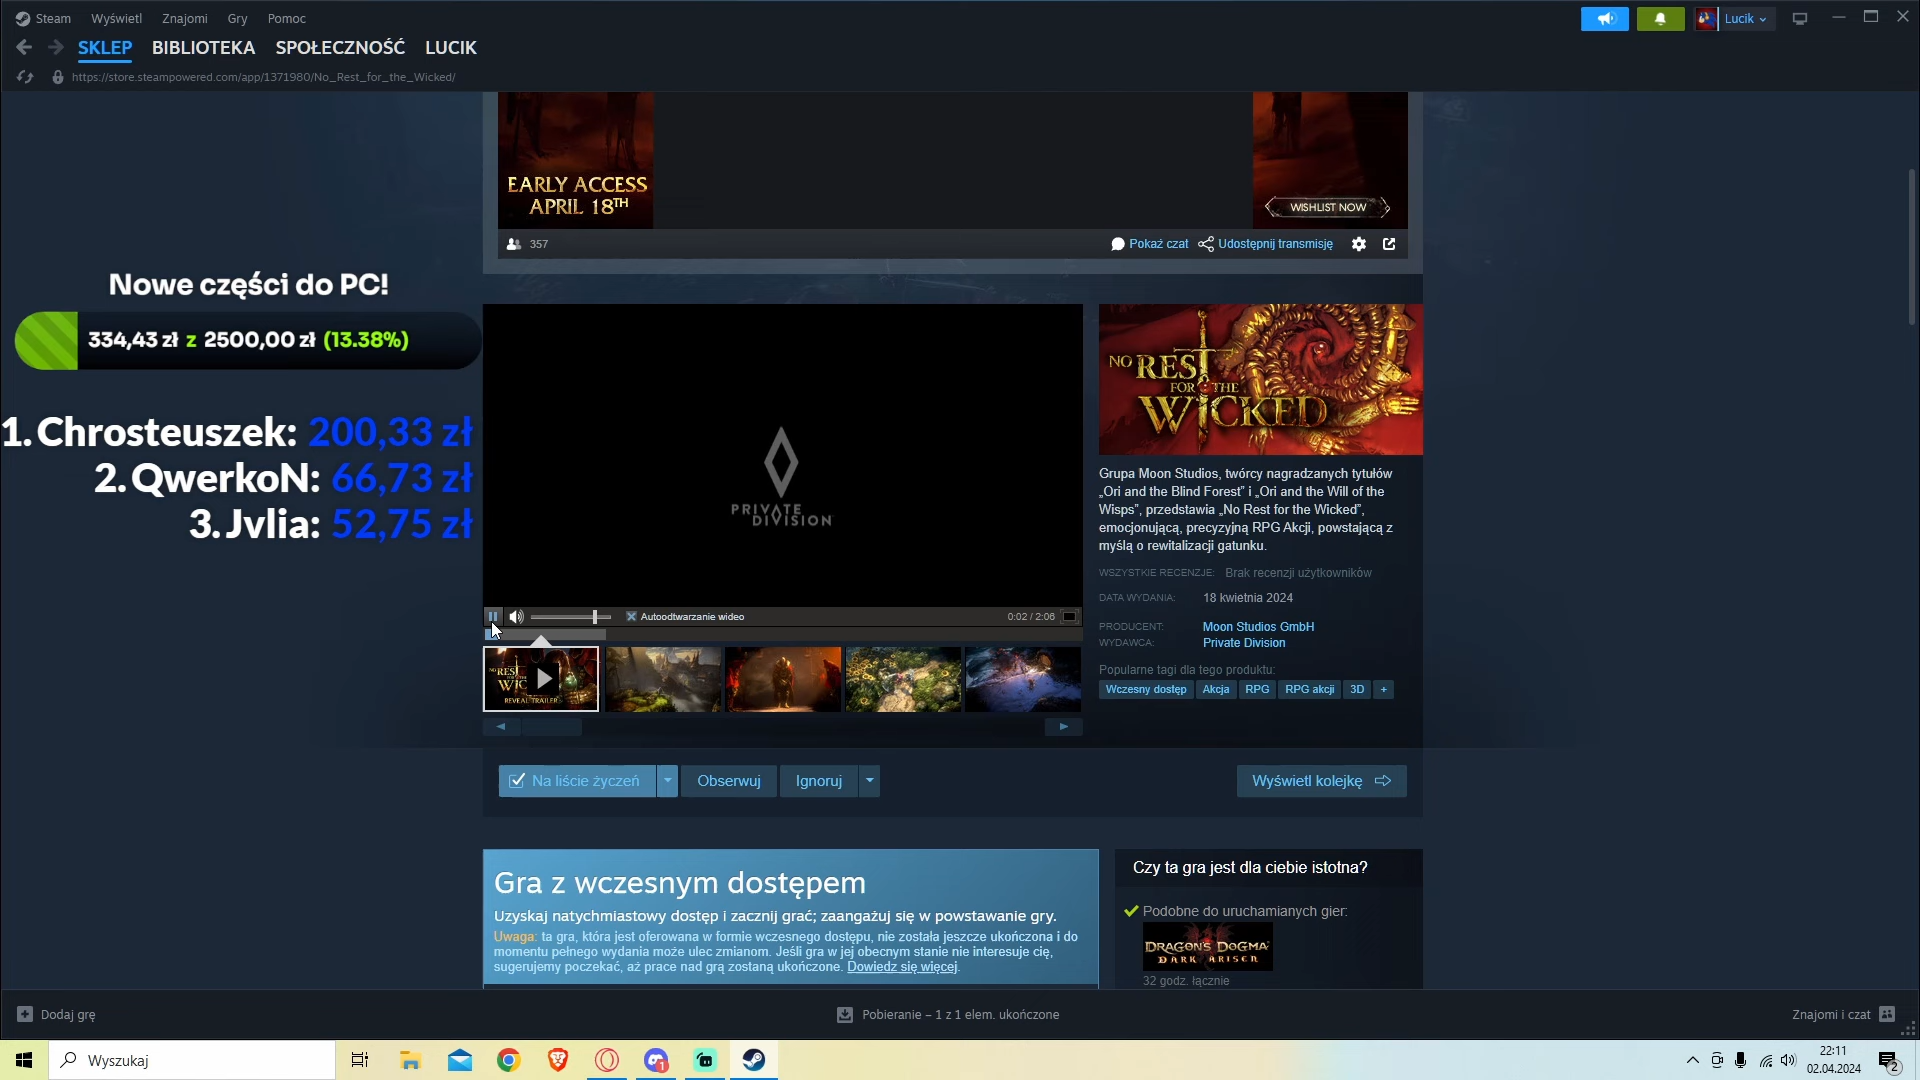 Steam Wyświetl Znajomi Gry Pomoc
Lucik
SKLEP BIBLIOTEKA SPOŁECZNOŚĆ LUCIK
https://store.steampowered.com/app/1371980/No_Rest_for_the_Wicked/
EARLY ACCESS
APRIL 18TH
WISHLIST NOW
357
Pokaż czat Udostępnij transmisję
Nowe części do PC!
334,43 zł z 2500,00 zł (13.38%)
1. Chrosteuszek: 200,33 zł
2. QwerkoN: 66,73 zł
3. Jvlia: 52,75 zł
PRIVATE
DIVISION
Autoodtwarzanie wideo
0:02 / 2:06
NO REST
FOR THE
WICKED
REVEAL TRAILER
NO REST
FOR THE
WICKED
Grupa Moon Studios, twórcy nagradzanych tytułów
„Ori and the Blind Forest” i „Ori and the Will of the
Wisps”, przedstawia „No Rest for the Wicked”,
emocjonującą, precyzyjną RPG Akcji, powstającą z
myślą o rewitalizacji gatunku.
WSZYSTKIE RECENZJE: Brak recenzji użytkowników
DATA WYDANIA: 18 kwietnia 2024
PRODUCENT: Moon Studios GmbH
WYDAWCA: Private Division
Popularne tagi dla tego produktu:
Wczesny dostęp Akcja RPG RPG akcji 3D +
Na liście życzeń Obserwuj Ignoruj Wyświetl kolejkę
Gra z wczesnym dostępem
Uzyskaj natychmiastowy dostęp i zacznij grać; zaangażuj się w powstawanie gry.
Uwaga: ta gra, która jest oferowana w formie wczesnego dostępu, nie została jeszcze ukończona i do
momentu pełnego wydania może ulec zmianom. Jeśli gra w jej obecnym stanie nie interesuje cię,
sugerujemy poczekać, aż prace nad grą zostaną ukończone. Dowiedz się więcej.
Czy ta gra jest dla ciebie istotna?
Podobne do uruchamianych gier:
DRAGON'S DOGMA
DARK ARISEN
32 godz. łącznie
Dodaj grę
Pobieranie – 1 z 1 elem. ukończone
Znajomi i czat
Wyszukaj
1
22:11
02.04.2024
2